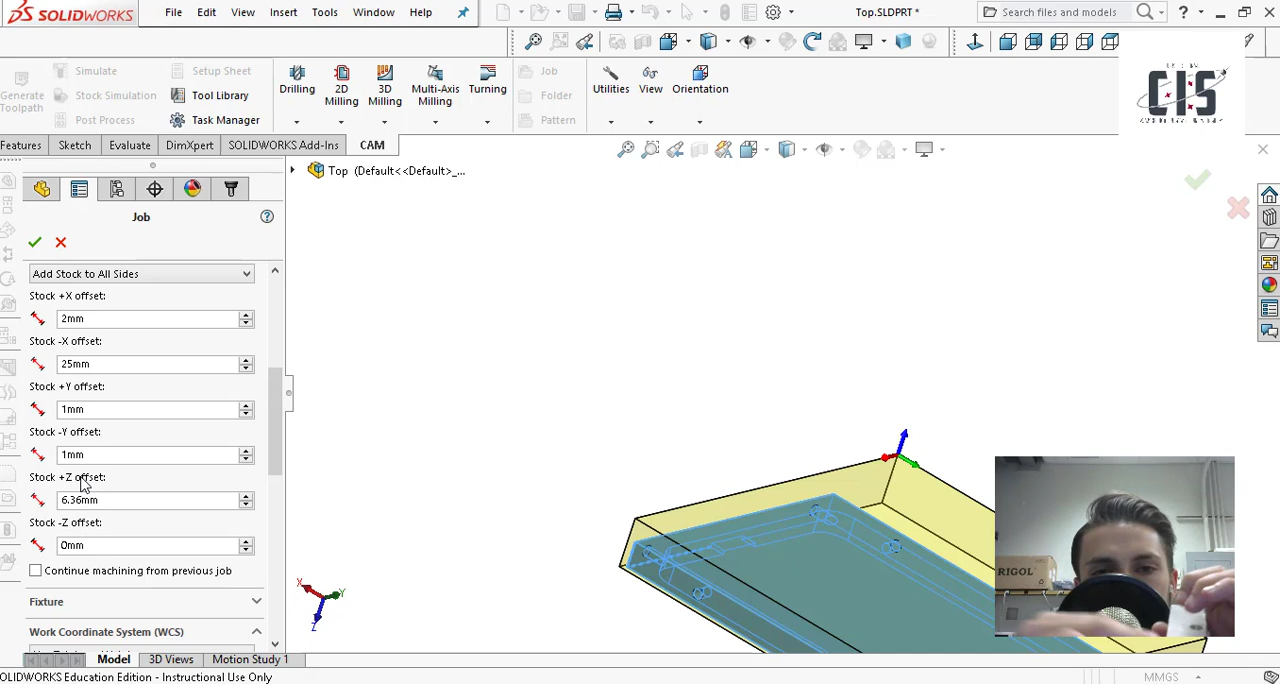 SOLIDWORKS File Edit View Insert Tools Window Help Top.SLDPRT * Search files and models ?
Generate Toolpath
Simulate
Stock Simulation
Post Process
Setup Sheet
Tool Library
Task Manager
Drilling
2D Milling
3D Milling
Multi-Axis Milling
Turning
Job
Folder
Pattern
Utilities
View
Orientation
CIS
Features Sketch Evaluate DimXpert SOLIDWORKS Add-Ins CAM
Top (Default<<Default>_...
Job
?
Add Stock to All Sides
Stock +X offset:
2mm
Stock -X offset:
25mm
Stock +Y offset:
1mm
Stock -Y offset:
1mm
Stock +Z offset:
6.36mm
Stock -Z offset:
0mm
Continue machining from previous job
Fixture
Work Coordinate System (WCS)
X Y
Z
RIGOL
Model 3D Views Motion Study 1
SOLIDWORKS Education Edition - Instructional Use Only MMGS